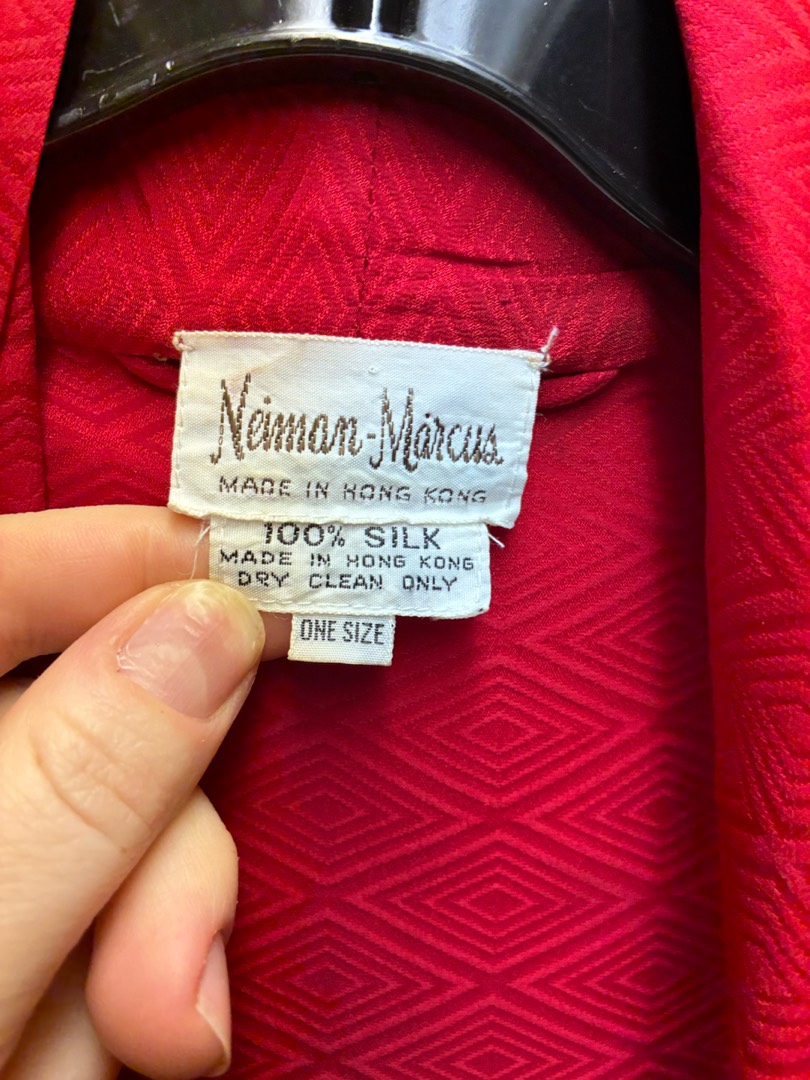 Neiman-Marcus
MADE IN HONG KONG
100% SILK
MADE IN HONG KONG
DRY CLEAN ONLY
ONE SIZE